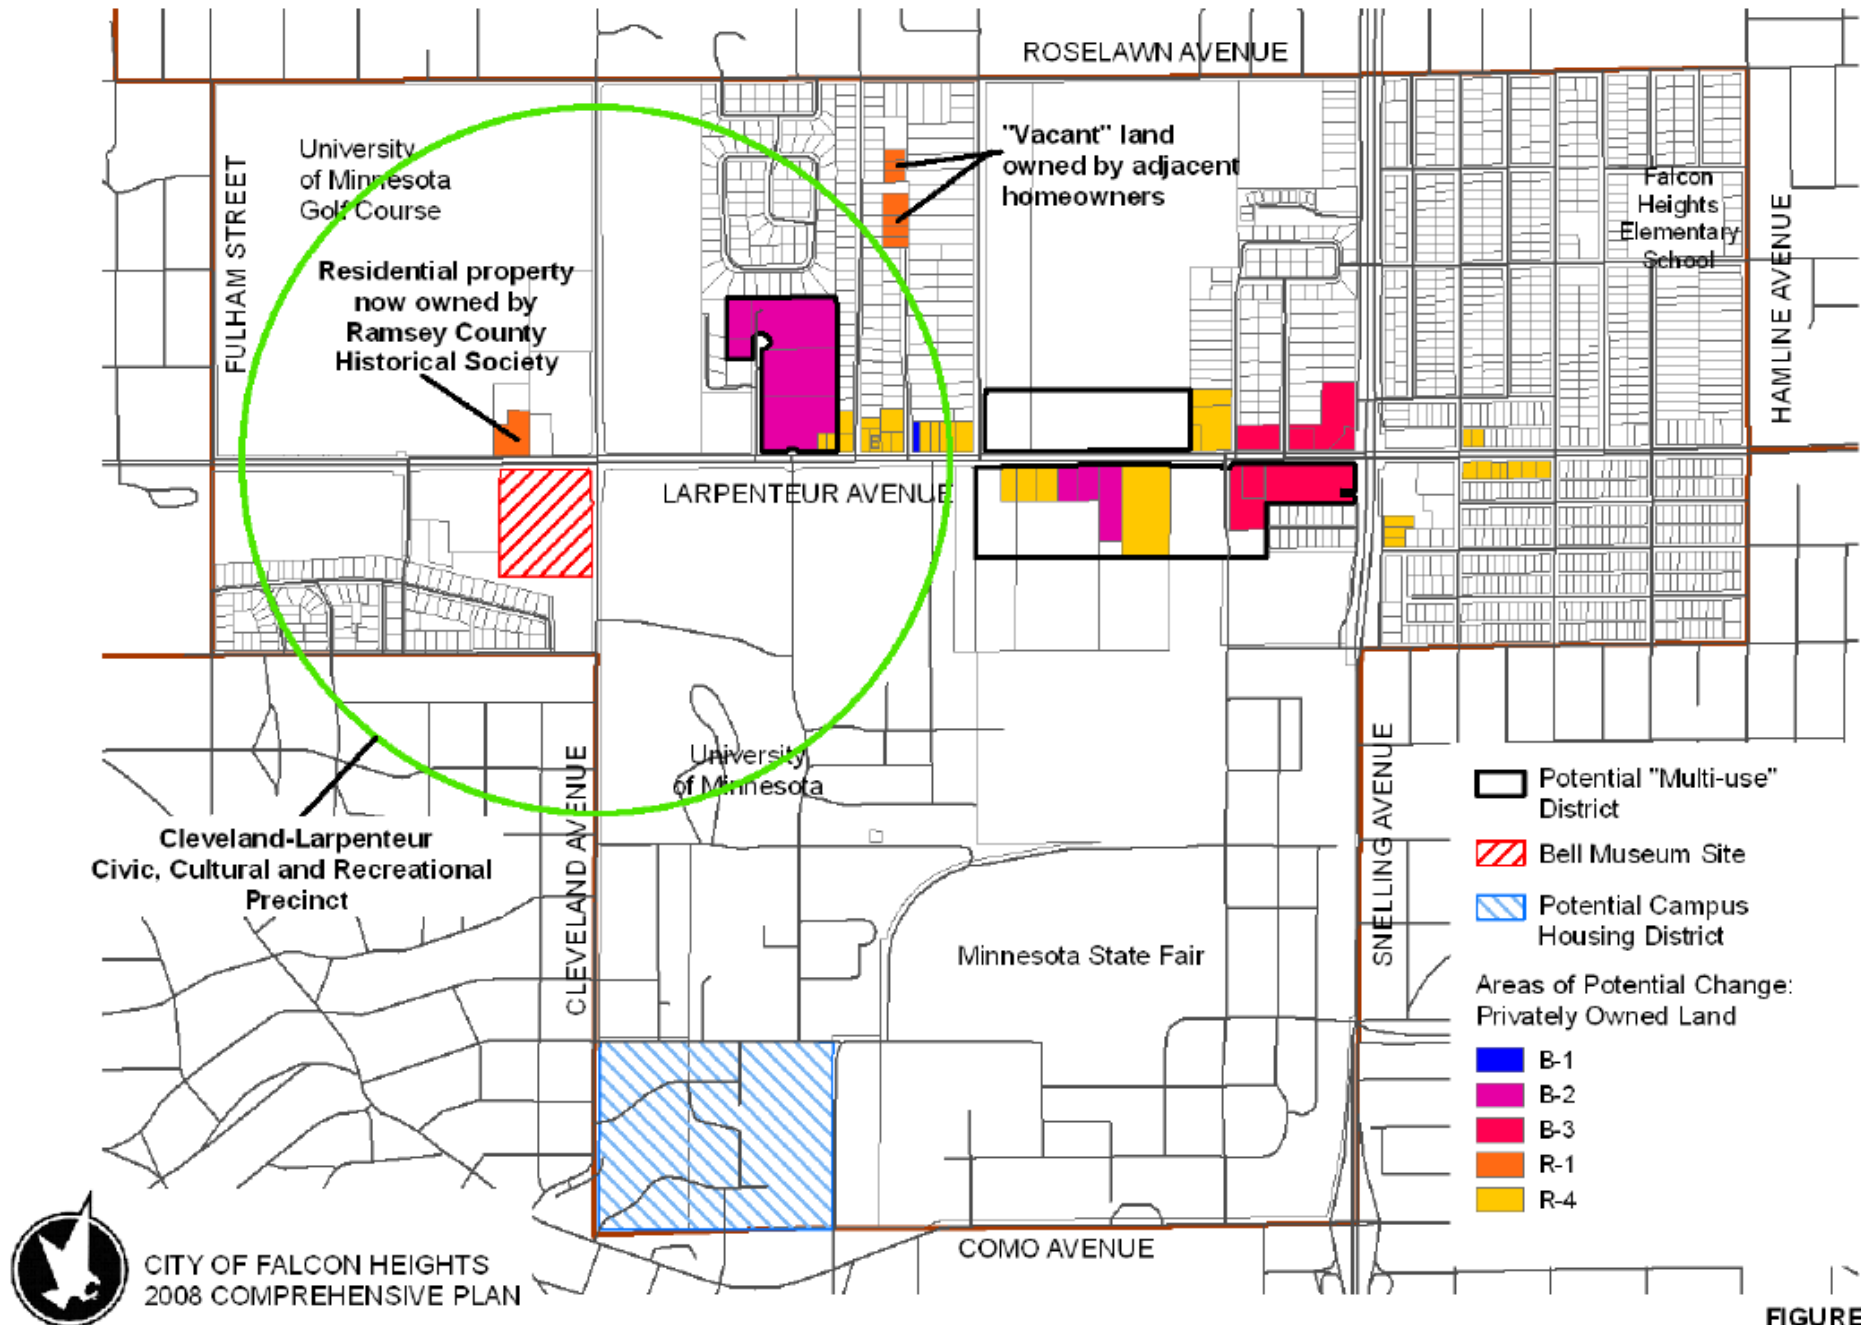 ROSELAWN AVENUE
"Vacant" land
owned by adjacent
homeowners
University
of Minnesota
Golf Course
FULHAM STREET
Residential property
now owned by
Ramsey County
Historical Society
Falcon
Heights
Elementary
School
HAMLINE AVENUE
LARPENTEUR AVENUE
University
of Minnesota
CLEVELAND AVENUE
SNELLING AVENUE
Cleveland-Larpenteur
Civic, Cultural and Recreational
Precinct
Minnesota State Fair
COMO AVENUE
Potential "Multi-use"
District
Bell Museum Site
Potential Campus
Housing District
Areas of Potential Change:
Privately Owned Land
B-1
B-2
B-3
R-1
R-4
CITY OF FALCON HEIGHTS
2008 COMPREHENSIVE PLAN
FIGURE